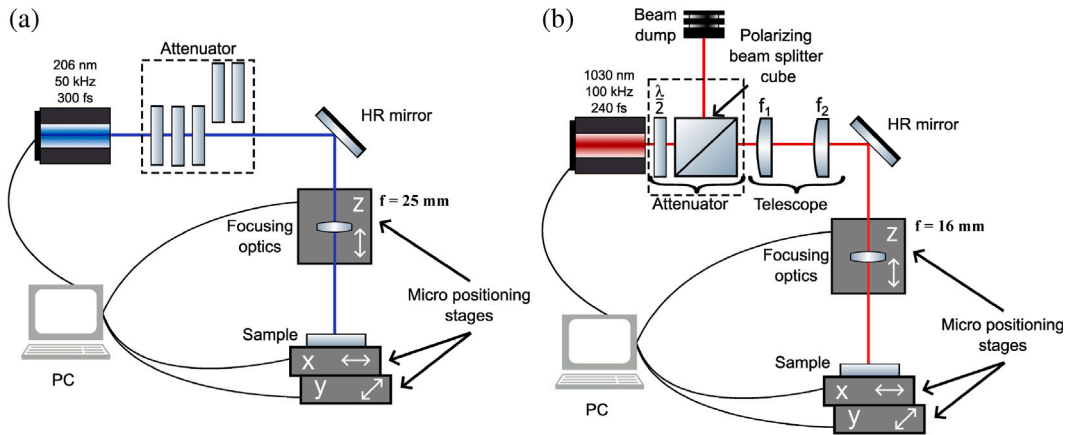 (a)
Attenuator
206 nm
50 kHz
300 fs
HR mirror
z
f = 25 mm
Focusing
optics
Micro positioning
stages
Sample
x
y
PC
(b)
Beam
dump
Polarizing
beam splitter
cube
1030 nm
100 kHz
240 fs
λ
2
f1
f2
HR mirror
Attenuator
Telescope
z
f = 16 mm
Focusing
optics
Micro positioning
stages
Sample
x
y
PC